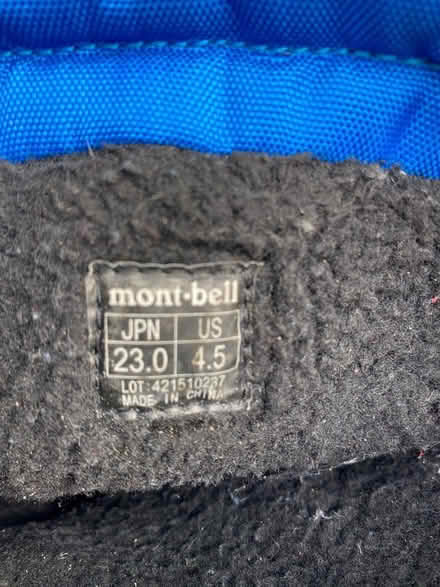 mont-bell
JPN US
23.0 4.5
LOT:421510237
MADE IN CHINA